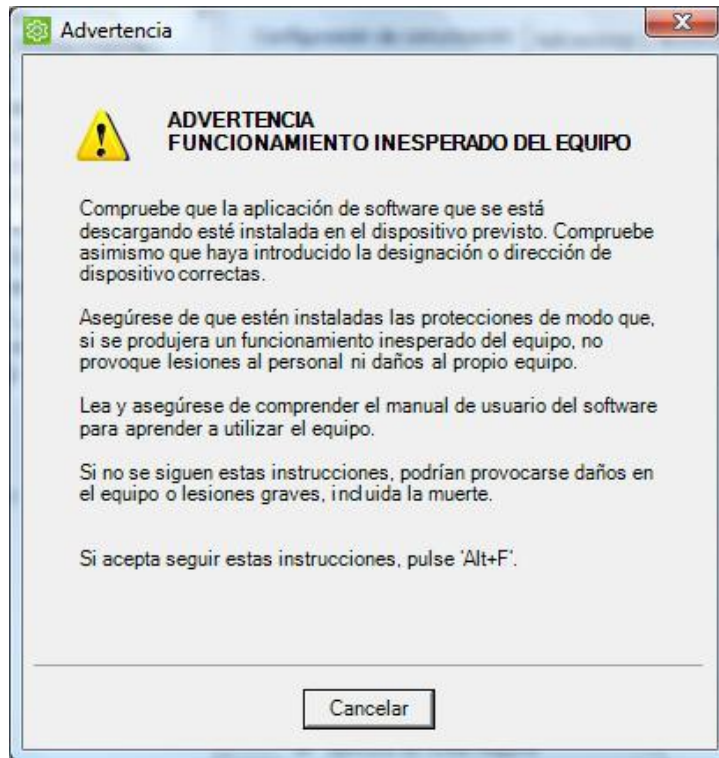 Advertencia
ADVERTENCIA
FUNCIONAMIENTO INESPERADO DEL EQUIPO
Compruebe que la aplicación de software que se está
descargando esté instalada en el dispositivo previsto. Compruebe
asimismo que haya introducido la designación o dirección de
dispositivo correctas.
Asegúrese de que estén instaladas las protecciones de modo que,
si se produjera un funcionamiento inesperado del equipo, no
provoque lesiones al personal ni daños al propio equipo.
Lea y asegúrese de comprender el manual de usuario del software
para aprender a utilizar el equipo.
Si no se siguen estas instrucciones, podrían provocarse daños en
el equipo o lesiones graves, incluida la muerte.
Si acepta seguir estas instrucciones, pulse 'Alt+F'.
Cancelar